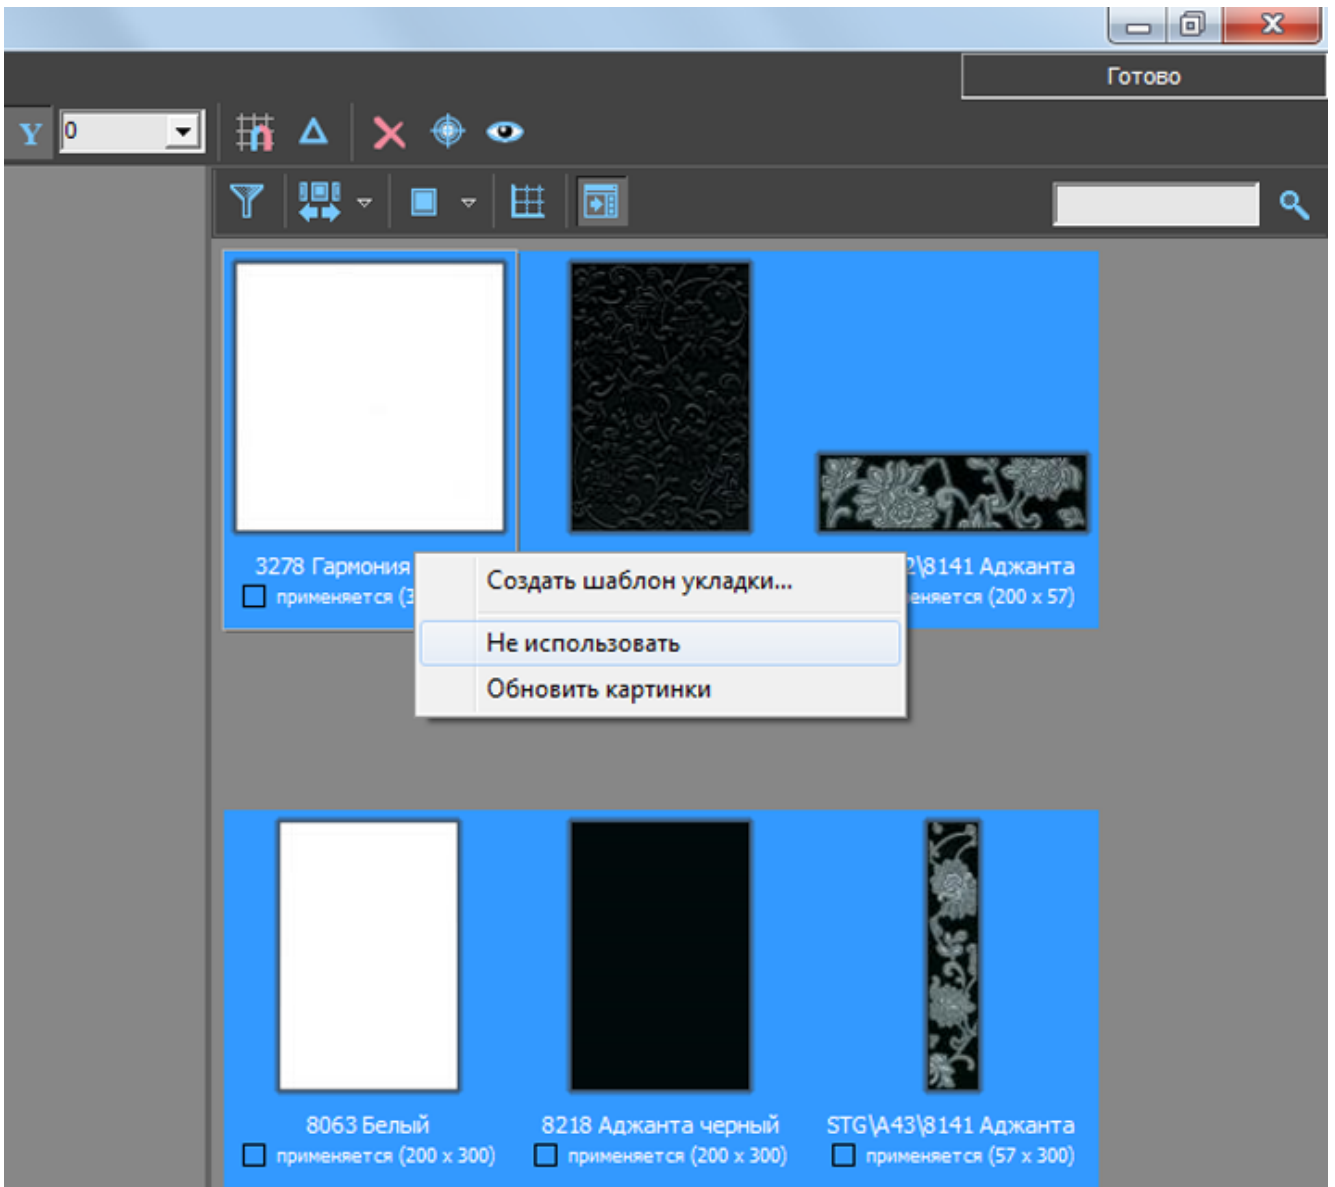 Готово
Y 0
3278 Гармония
2\8141 Аджанта
применяется (3
еняется (200 x 57)
Создать шаблон укладки...
Не использовать
Обновить картинки
8063 Белый
8218 Аджанта черный
STG\A43\8141 Аджанта
применяется (200 x 300)
применяется (200 x 300)
применяется (57 x 300)